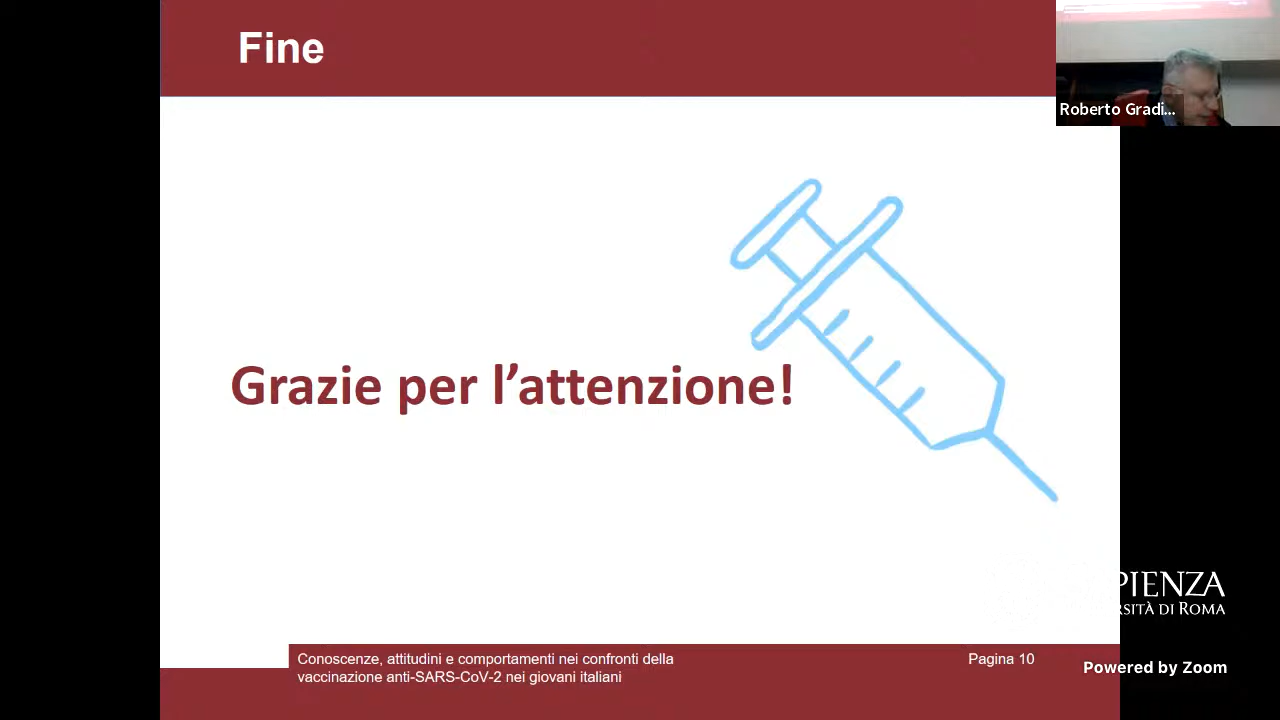 Fine
Roberto Gradi...
Grazie per l’attenzione!
PIENZA
RSITÀ DI ROMA
Conoscenze, attitudini e comportamenti nei confronti della
vaccinazione anti-SARS-CoV-2 nei giovani italiani
Pagina 10
Powered by Zoom